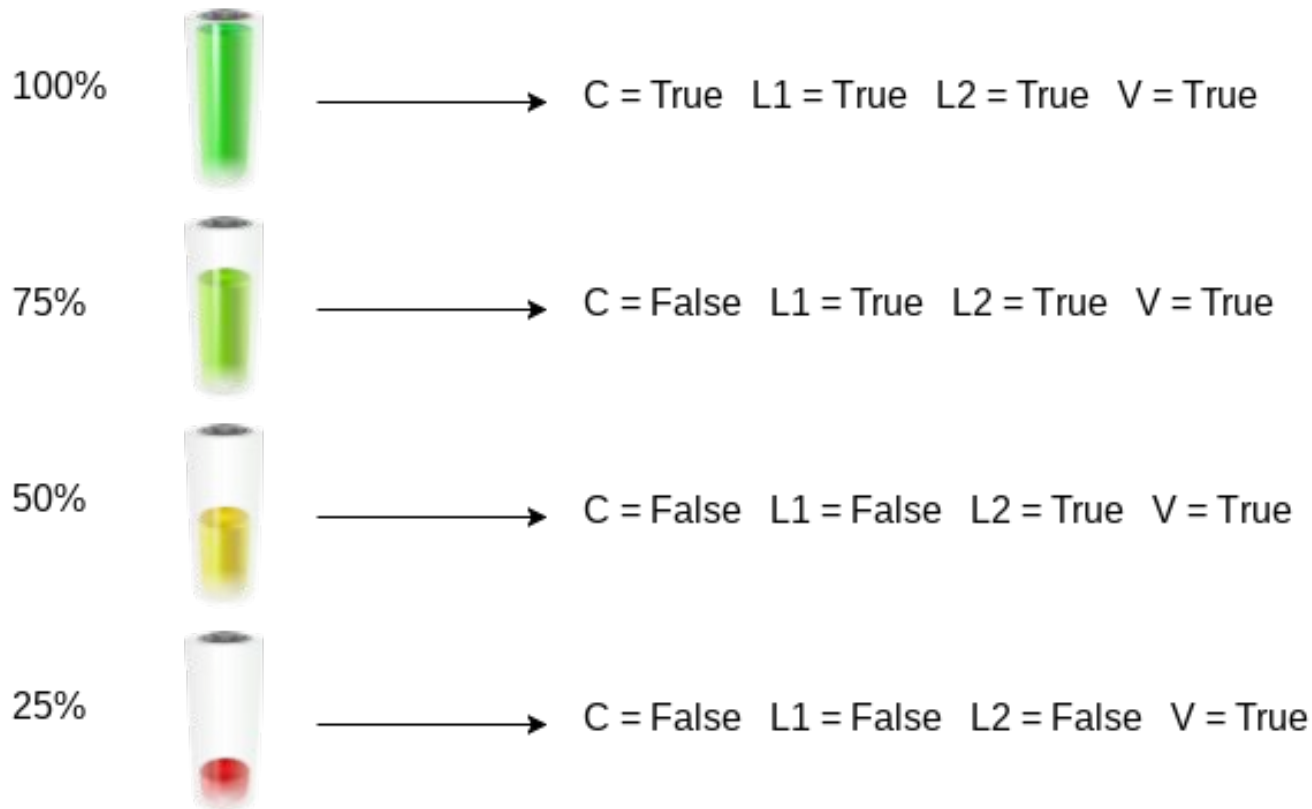 100% C = True L1 = True L2 = True V = True
75% C = False L1 = True L2 = True V = True
50% C = False L1 = False L2 = True V = True
25% C = False L1 = False L2 = False V = True